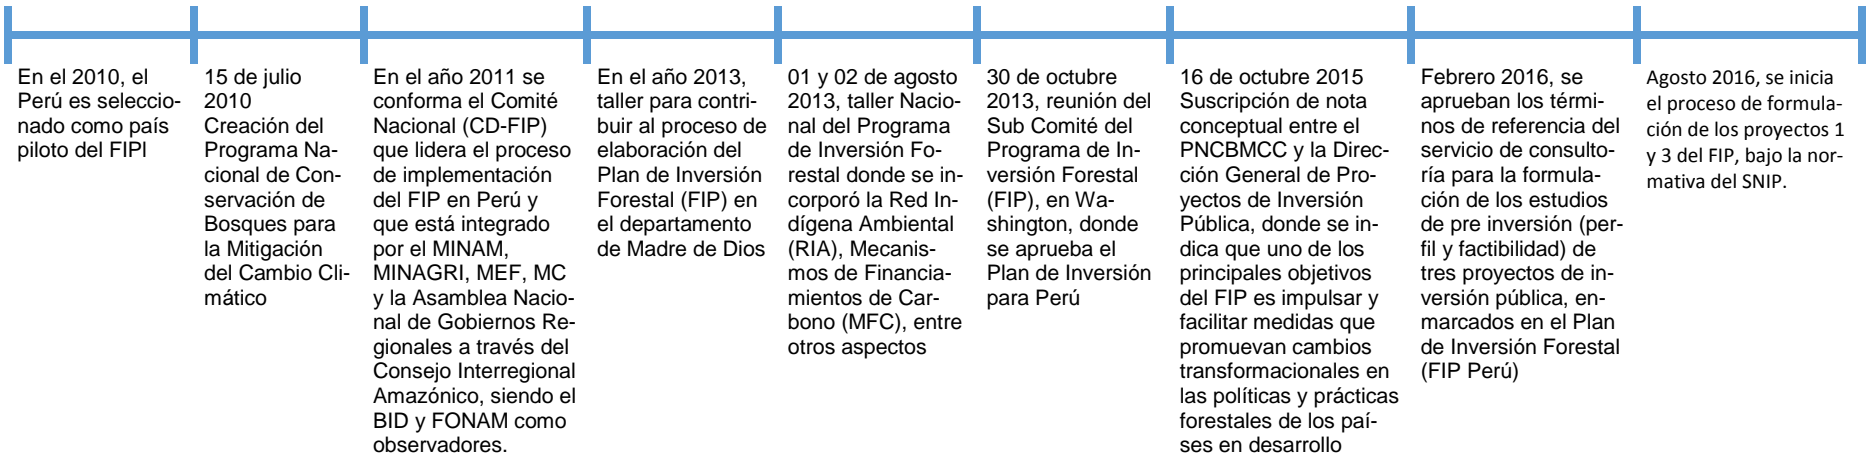 En el 2010, el
Perú es seleccio-
nado como país
piloto del FIPI
15 de julio
2010
Creación del
Programa Na-
cional de Con-
servación de
Bosques para
la Mitigación
del Cambio Cli-
mático
En el año 2011 se
conforma el Comité
Nacional (CD-FIP)
que lidera el proceso
de implementación
del FIP en Perú y
que está integrado
por el MINAM,
MINAGRI, MEF, MC
y la Asamblea Nacio-
nal de Gobiernos Re-
gionales a través del
Consejo Interregional
Amazónico, siendo el
BID y FONAM como
observadores.
En el año 2013,
taller para contri-
buir al proceso de
elaboración del
Plan de Inversión
Forestal (FIP) en
el departamento
de Madre de Dios
01 y 02 de agosto
2013, taller Nacio-
nal del Programa
de Inversión Fo-
restal donde se in-
corporó la Red In-
dígena Ambiental
(RIA), Mecanis-
mos de Financia-
mientos de Car-
bono (MFC), entre
otros aspectos
30 de octubre
2013, reunión del
Sub Comité del
Programa de In-
versión Forestal
(FIP), en Wa-
shington, donde
se aprueba el
Plan de Inversión
para Perú
16 de octubre 2015
Suscripción de nota
conceptual entre el
PNCBMCC y la Direc-
ción General de Pro-
yectos de Inversión
Pública, donde se in-
dica que uno de los
principales objetivos
del FIP es impulsar y
facilitar medidas que
promuevan cambios
transformacionales en
las políticas y prácticas
forestales de los paí-
ses en desarrollo
Febrero 2016, se
aprueban los térmi-
nos de referencia del
servicio de consulto-
ría para la formula-
ción de los estudios
de pre inversión (per-
fil y factibilidad) de
tres proyectos de in-
versión pública, en-
marcados en el Plan
de Inversión Forestal
(FIP Perú)
Agosto 2016, se inicia
el proceso de formula-
ción de los proyectos 1
y 3 del FIP, bajo la nor-
mativa del SNIP.